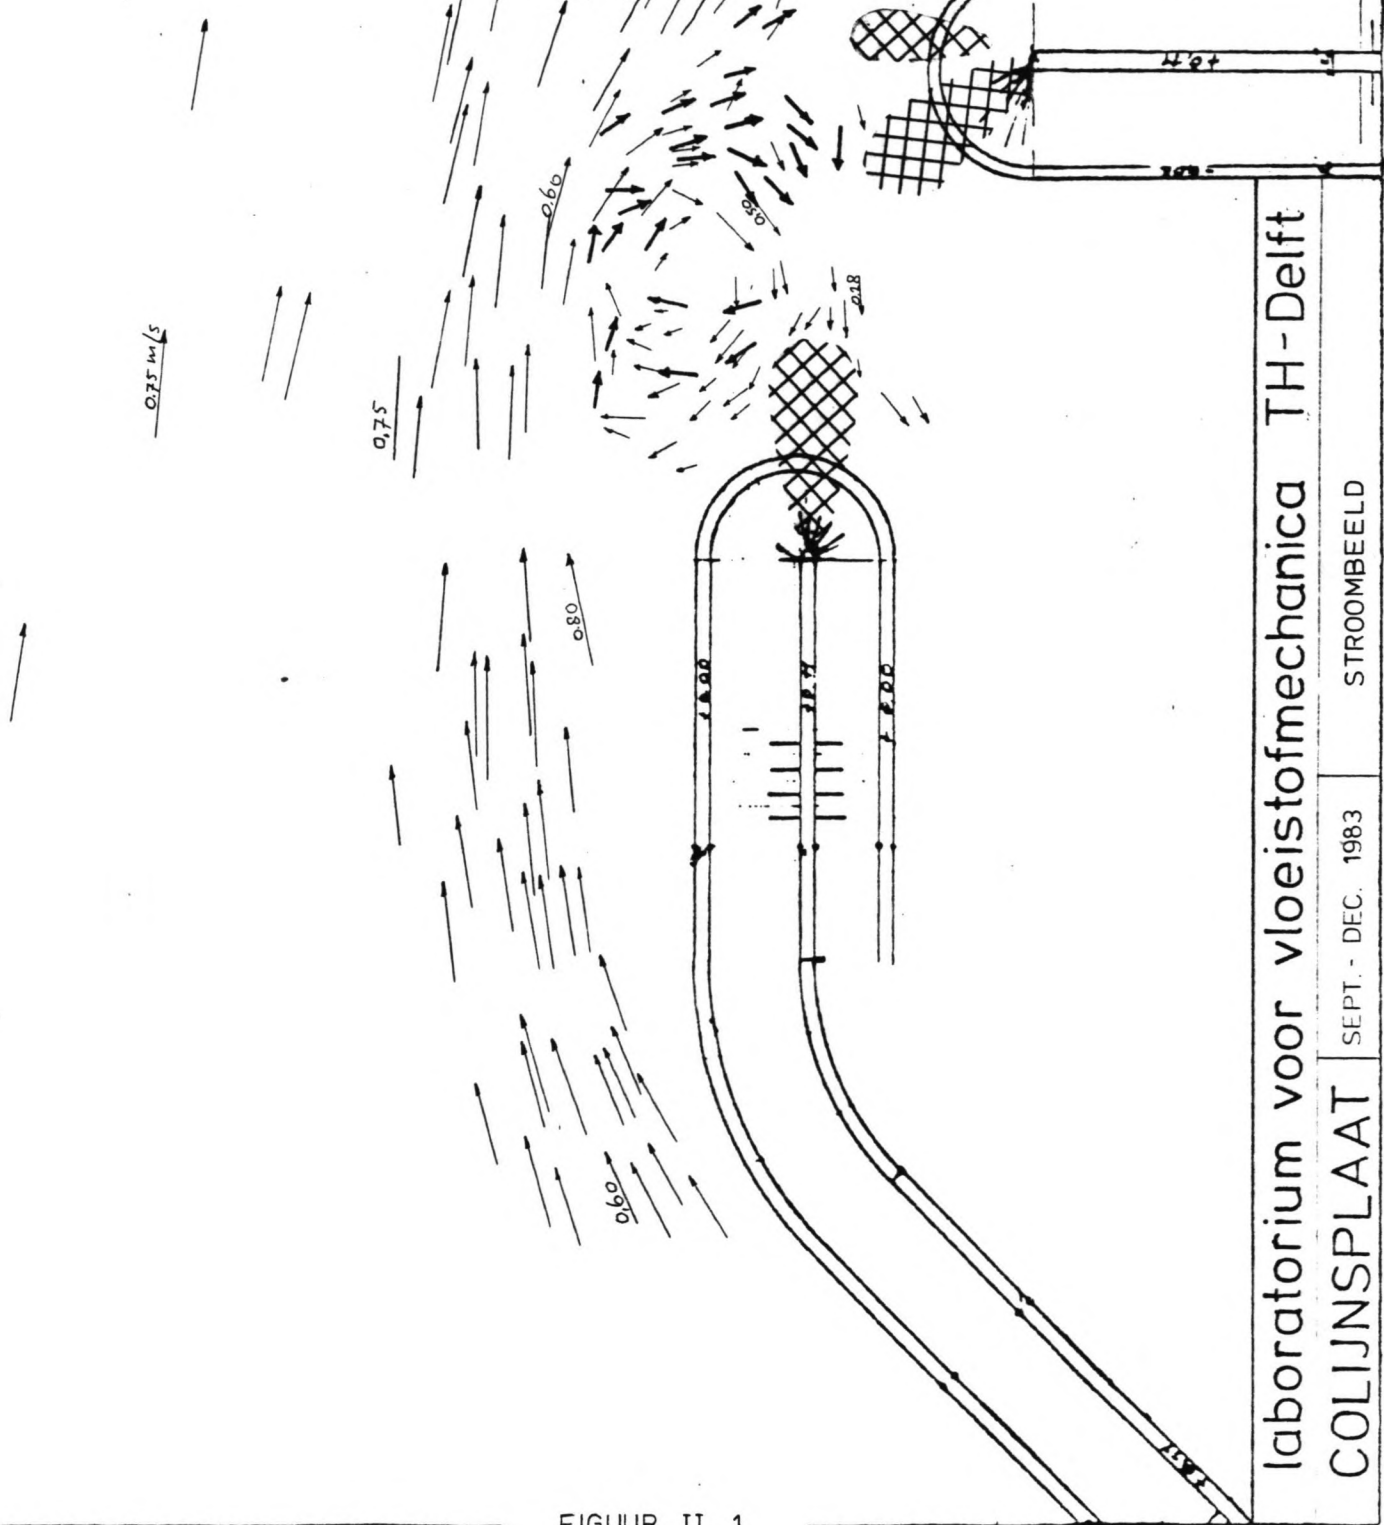 0.75 m/s
0,75
0.60
0.50
0.28
0.80
0,60
laboratorium voor vloeistofmechanica TH-Delft
COLIJNSPLAAT
SEPT. - DEC. 1983
STROOMBEELD
FIGUUR II 1